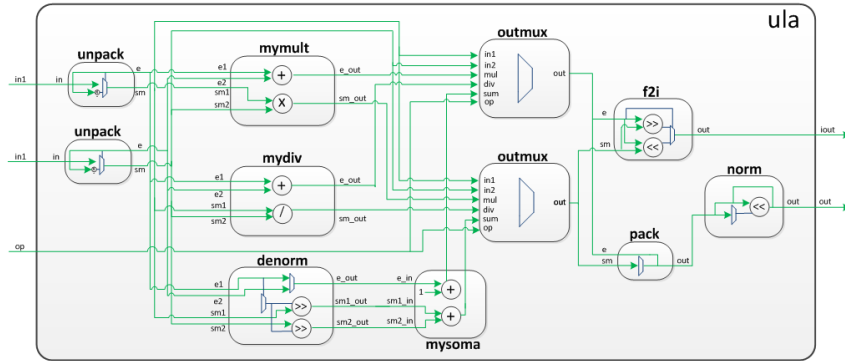 ula
unpack
in1
in
e
sm
unpack
in1
in
e
sm
op
mymult
e1
e2
sm1
sm2
+
x
e_out
sm_out
mydiv
e1
e2
sm1
sm2
+
/
e_out
sm_out
denorm
e1
e2
sm1
sm2
>>
>>
e_out
sm1_out
sm2_out
e_in
1
sm1_in
sm2_in
+
+
mysoma
outmux
in1
in2
mul
div
sum
op
out
outmux
in1
in2
mul
div
sum
op
out
f2i
e
sm
>>
<<
out
iout
norm
<<
out
out
pack
e
sm
out